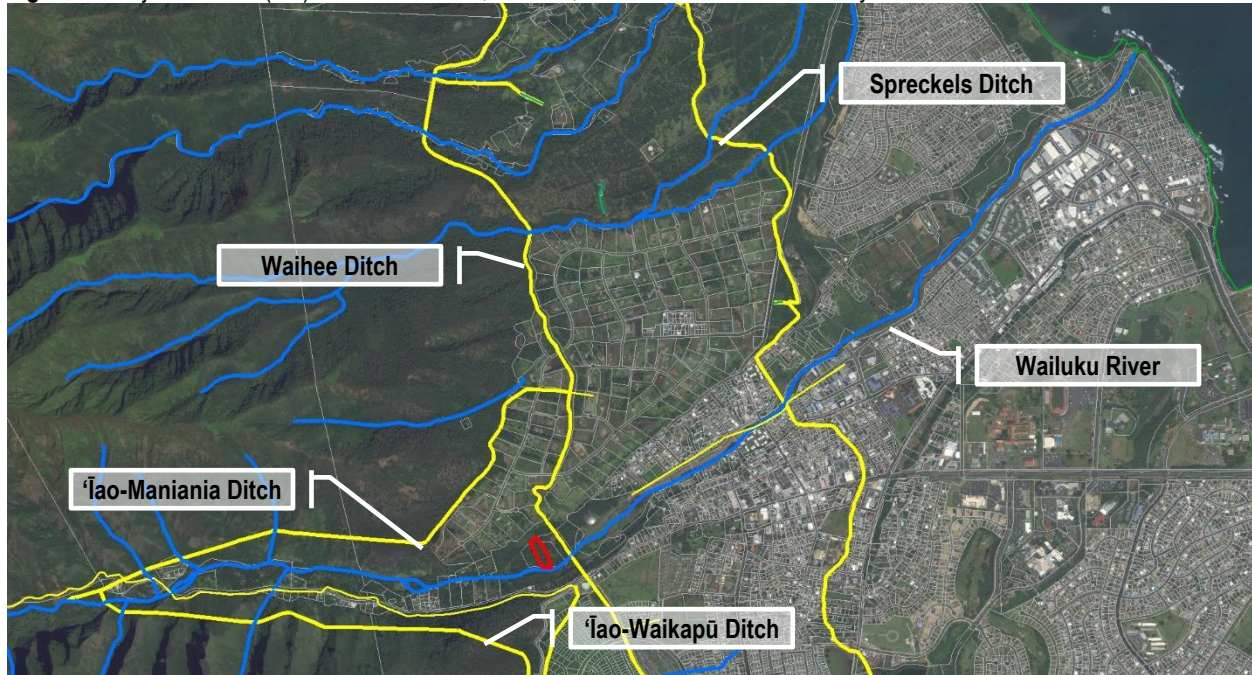 Spreckels Ditch
Waihee Ditch
Wailuku River
ʻĪao-Maniania Ditch
ʻĪao-Waikapū Ditch